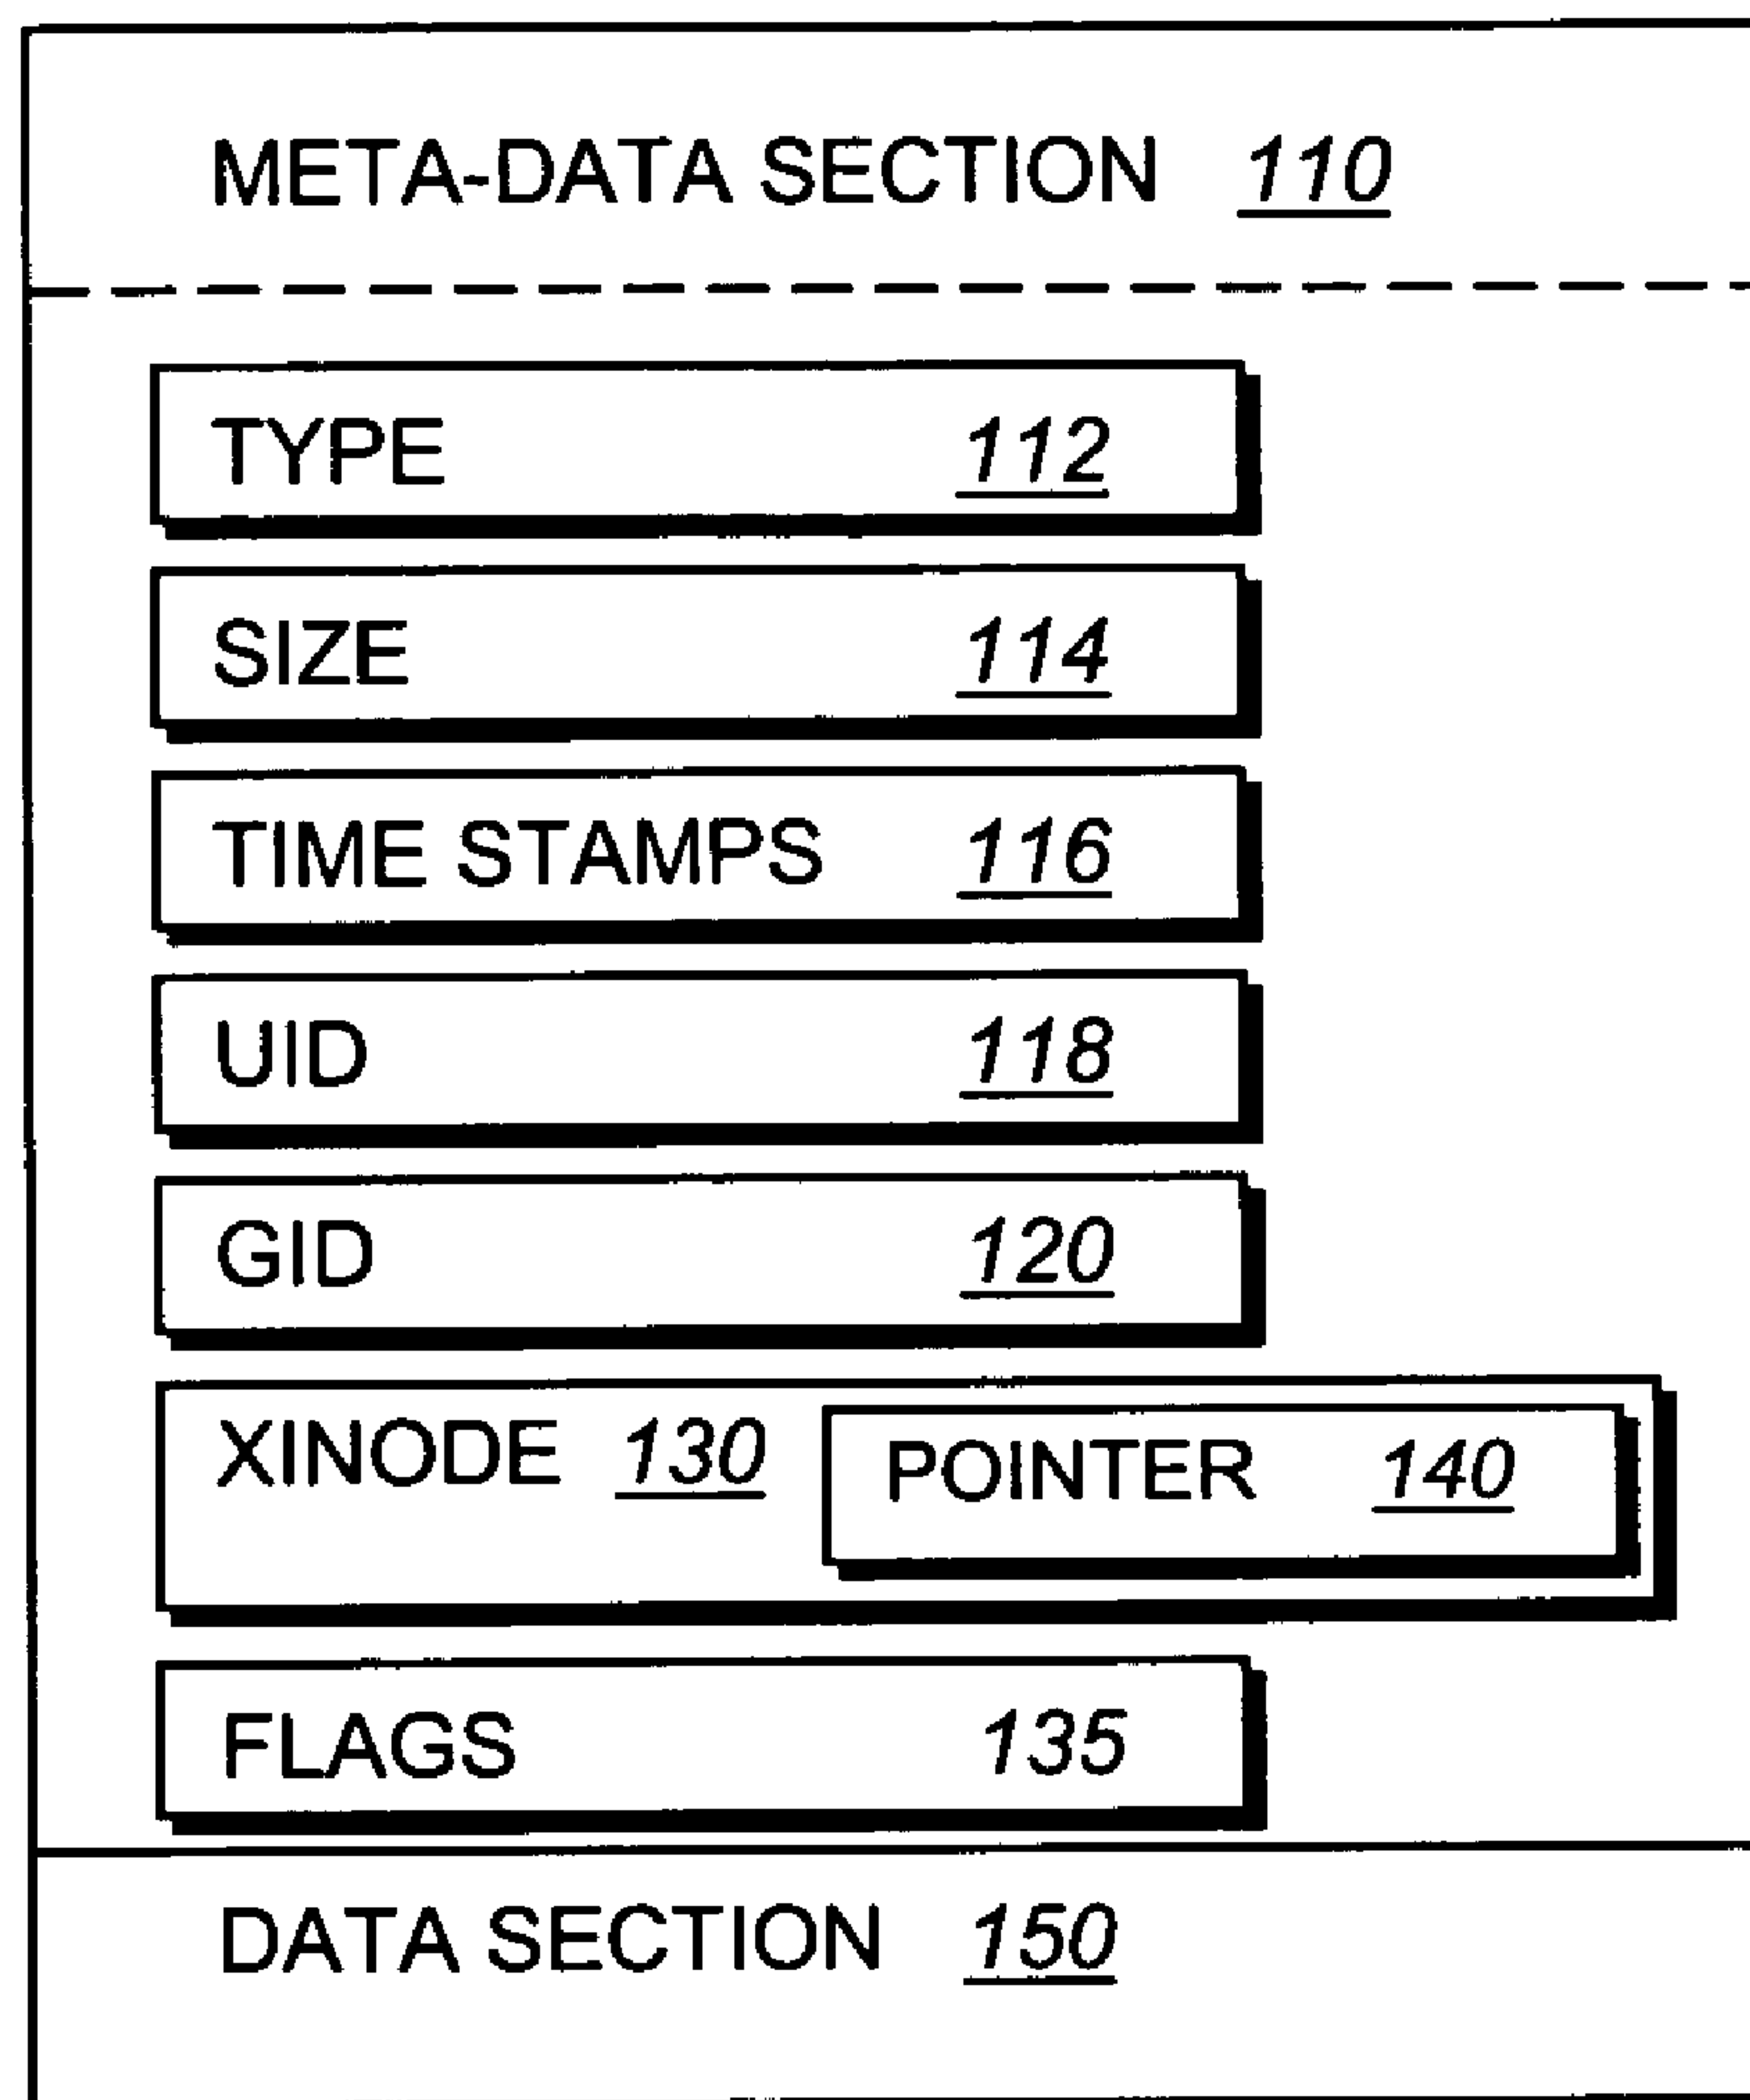 META-DATA SECTION 110
TYPE 112
SIZE 114
TIME STAMPS 116
UID 118
GID 120
XINODE 130 POINTER 140
FLAGS 135
DATA SECTION 150